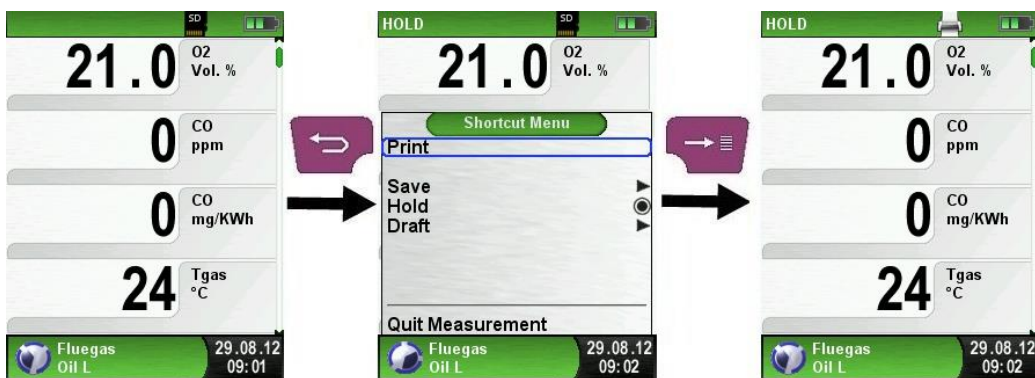 SD
21.0 O2 Vol. %
0 CO ppm
0 CO mg/KWh
24 Tgas °C
Fluegas 29.08.12
Oil L 09:01
HOLD SD
21.0 O2 Vol. %
Shortcut Menu
Print
Save
Hold
Draft
Quit Measurement
Fluegas 29.08.12
Oil L 09:02
HOLD
21.0 O2 Vol. %
0 CO ppm
0 CO mg/KWh
24 Tgas °C
Fluegas 29.08.12
Oil L 09:02